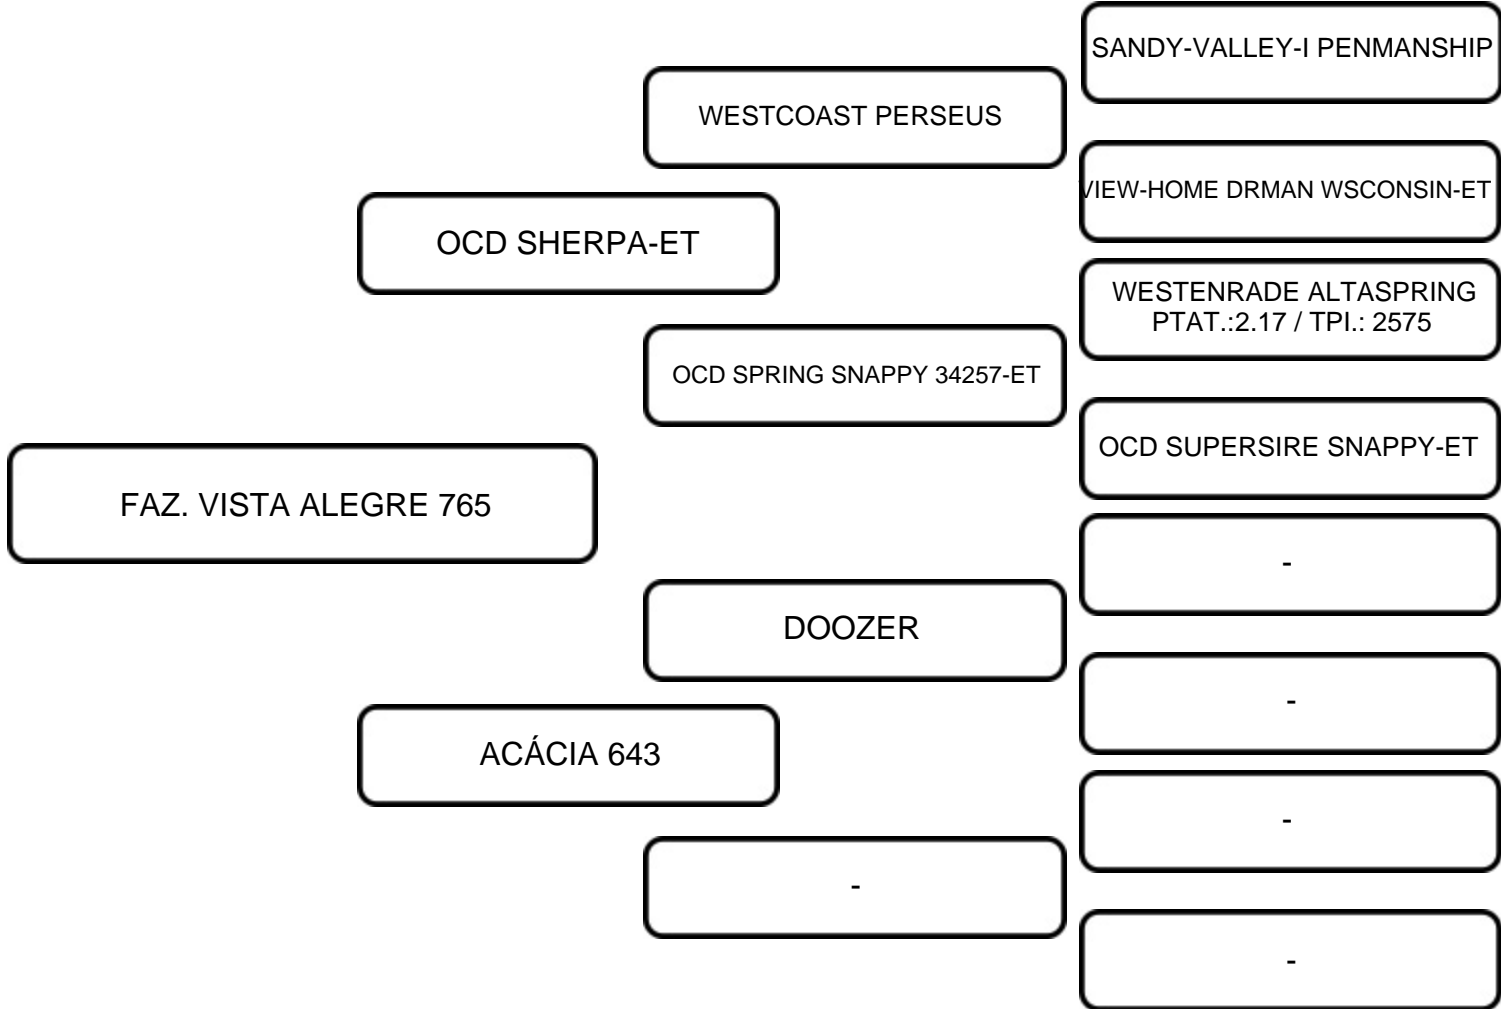 SANDY-VALLEY-I PENMANSHIP
WESTCOAST PERSEUS
VIEW-HOME DRMAN WSCONSIN-ET
OCD SHERPA-ET
WESTENRADE ALTASPRING
PTAT.:2.17 / TPI.: 2575
OCD SPRING SNAPPY 34257-ET
OCD SUPERSIRE SNAPPY-ET
FAZ. VISTA ALEGRE 765
-
DOOZER
-
ACÁCIA 643
-
-
-